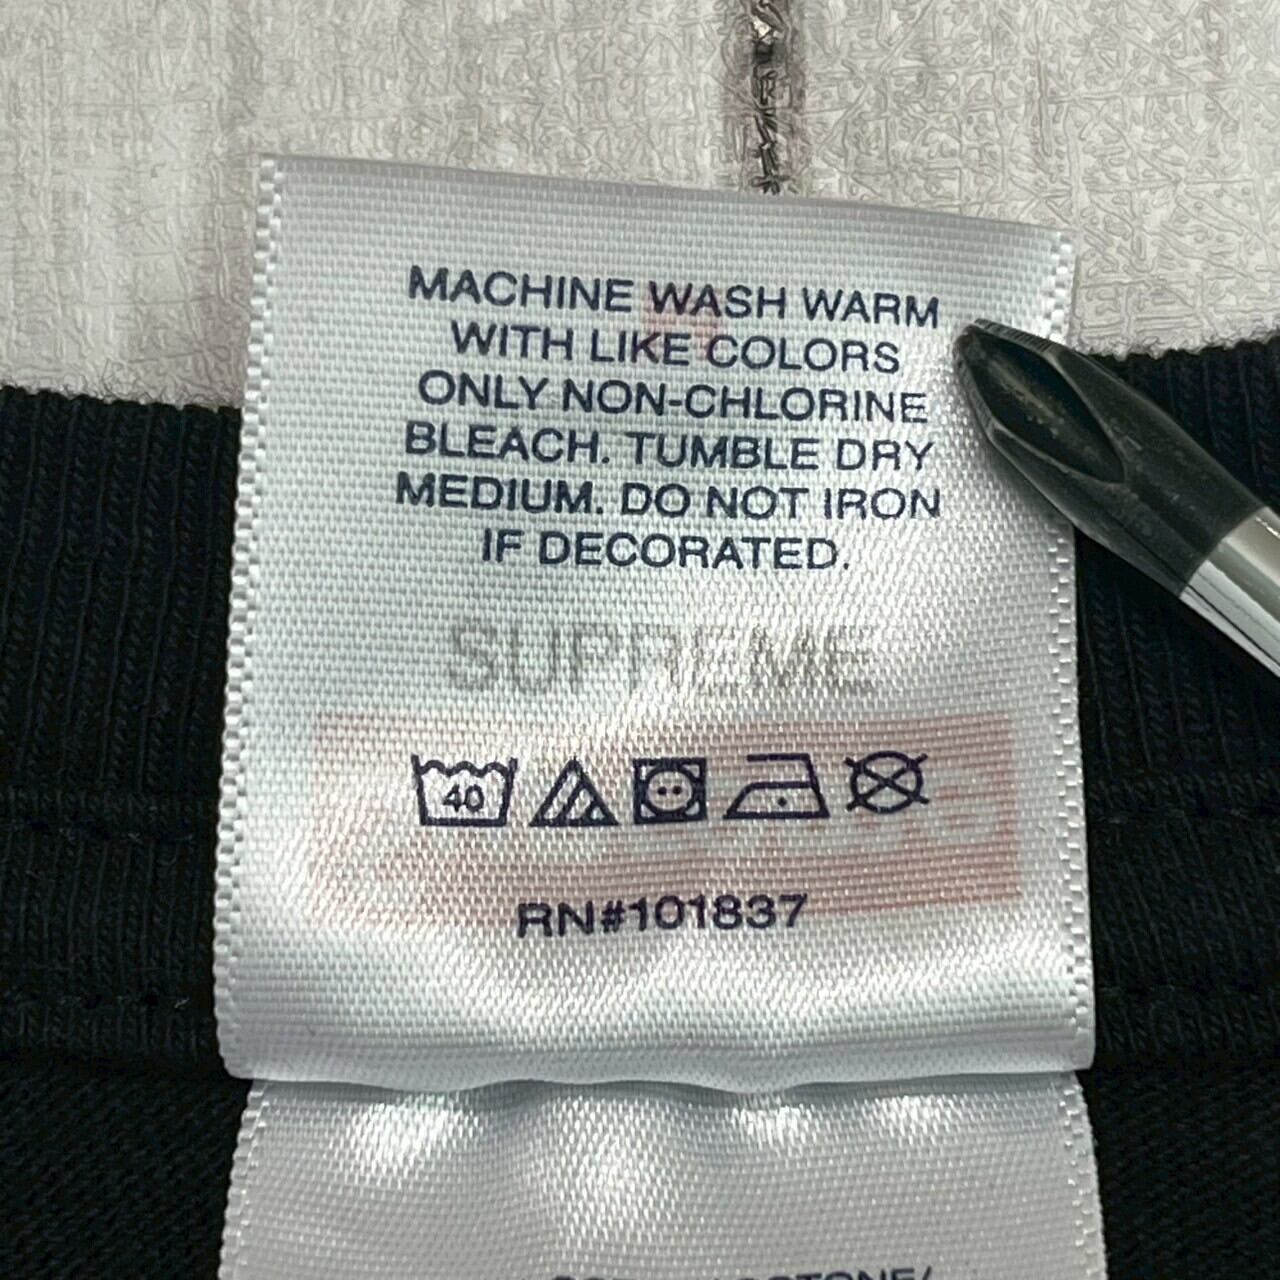 MACHINE WASH WARM
WITH LIKE COLORS
ONLY NON-CHLORINE
BLEACH. TUMBLE DRY
MEDIUM. DO NOT IRON
IF DECORATED.
SUPREME
40
RN#101837